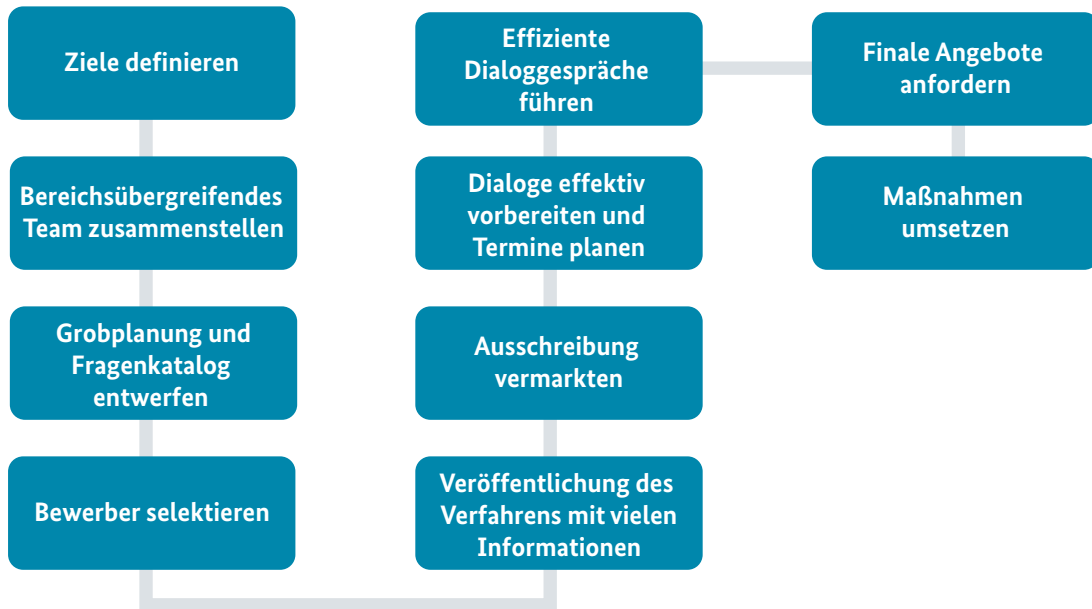 Ziele definieren
Bereichsübergreifendes
Team zusammenstellen
Grobplanung und
Fragenkatalog
entwerfen
Bewerber selektieren
Veröffentlichung des
Verfahrens mit vielen
Informationen
Ausschreibung
vermarkten
Dialoge effektiv
vorbereiten und
Termine planen
Effiziente
Dialoggespräche
führen
Finale Angebote
anfordern
Maßnahmen
umsetzen